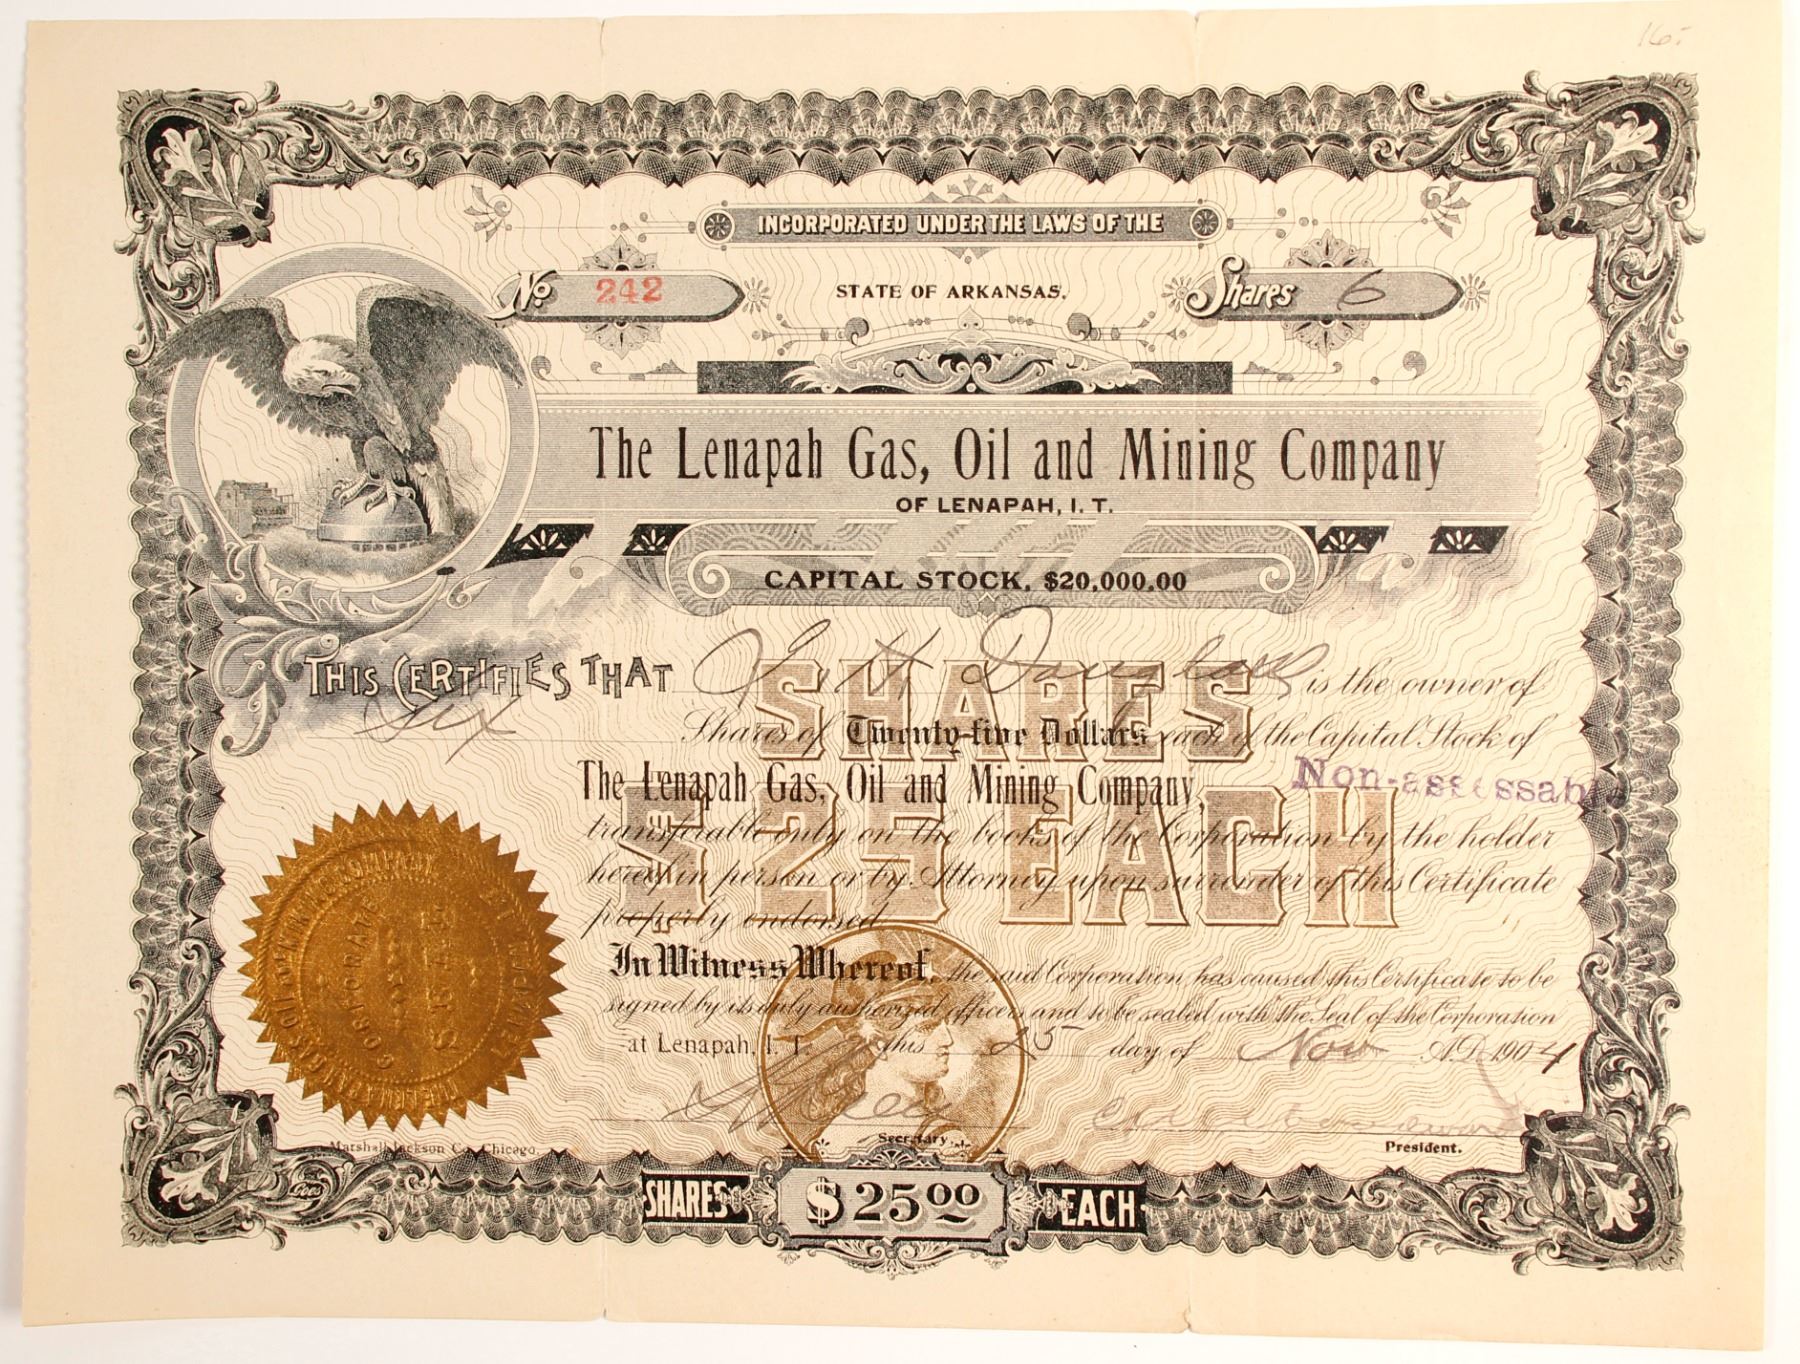 16.-
INCORPORATED UNDER THE LAWS OF THE
No 242
STATE OF ARKANSAS.
Shares 6
The Lenapah Gas, Oil and Mining Company
OF LENAPAH, I. T.
CAPITAL STOCK, $20,000.00
SHARES
$25 EACH
THIS CERTIFIES THAT H. Douglass is the owner of
Six Shares of Twenty-five Dollars each of the Capital Stock of
The Lenapah Gas, Oil and Mining Company, Non-assessable
transferable only on the books of the Corporation by the holder
hereof in person or by Attorney upon surrender of this Certificate
properly endorsed
In Witness Whereof, the said Corporation has caused this Certificate to be
signed by its duly authorized officers and to be sealed with the Seal of the Corporation
at Lenapah, I. T. this 25 day of Nov A.D. 1904
Secretary.
President.
CORPORATE
Marshall Jackson Co., Chicago
Goes
SHARES $25 00 EACH